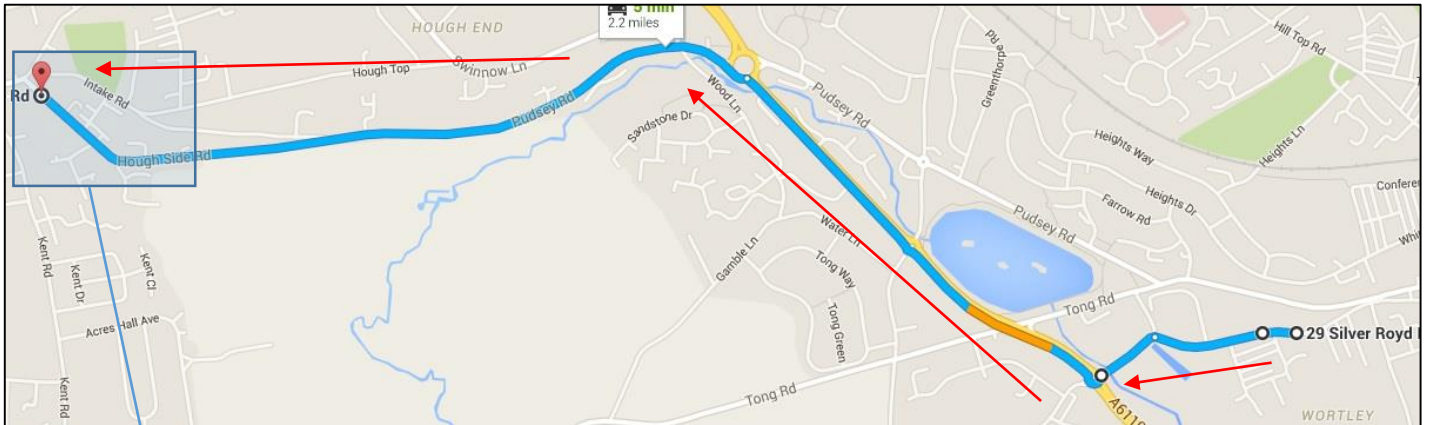 5 min
2.2 miles
HOUGH END
Hough Top
Swinnow Ln
Intake Rd
Rd
Hough Side Rd
Pudsey Rd
Wood Ln
Sandstone Dr
Pudsey Rd
Greenthorpe Rd
Hill Top Rd
Heights Ln
Heights Way
Heights Dr
Farrow Rd
Pudsey Rd
Water Ln
Gamble Ln
Tong Way
Tong Green
Tong Rd
Tong Rd
29 Silver Royd
A6110
WORTLEY
Kent Rd
Kent Dr
Kent Cl
Acres Hall Ave
Kent Rd